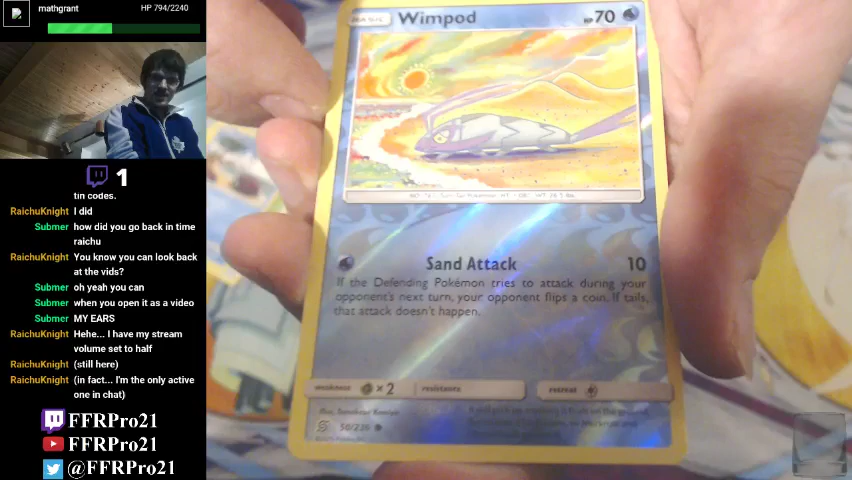 mathgrant
HP 794/2240
1
tin codes.
RaichuKnight I did
Submer how did you go back in time
raichu
RaichuKnight You know you can look back
at the vids?
Submer oh yeah you can
Submer when you open it as a video
Submer MY EARS
RaichuKnight Hehe... I have my stream
volume set to half
RaichuKnight (still here)
RaichuKnight (in fact... I'm the only active
one in chat)
FFRPro21
FFRPro21
@FFRPro21
BASIC Wimpod HP 70
Sand Attack 10
If the Defending Pokémon tries to attack during your
opponent's next turn, your opponent flips a coin. If tails,
that attack doesn't happen.
weakness ×2 resistance retreat
50/236